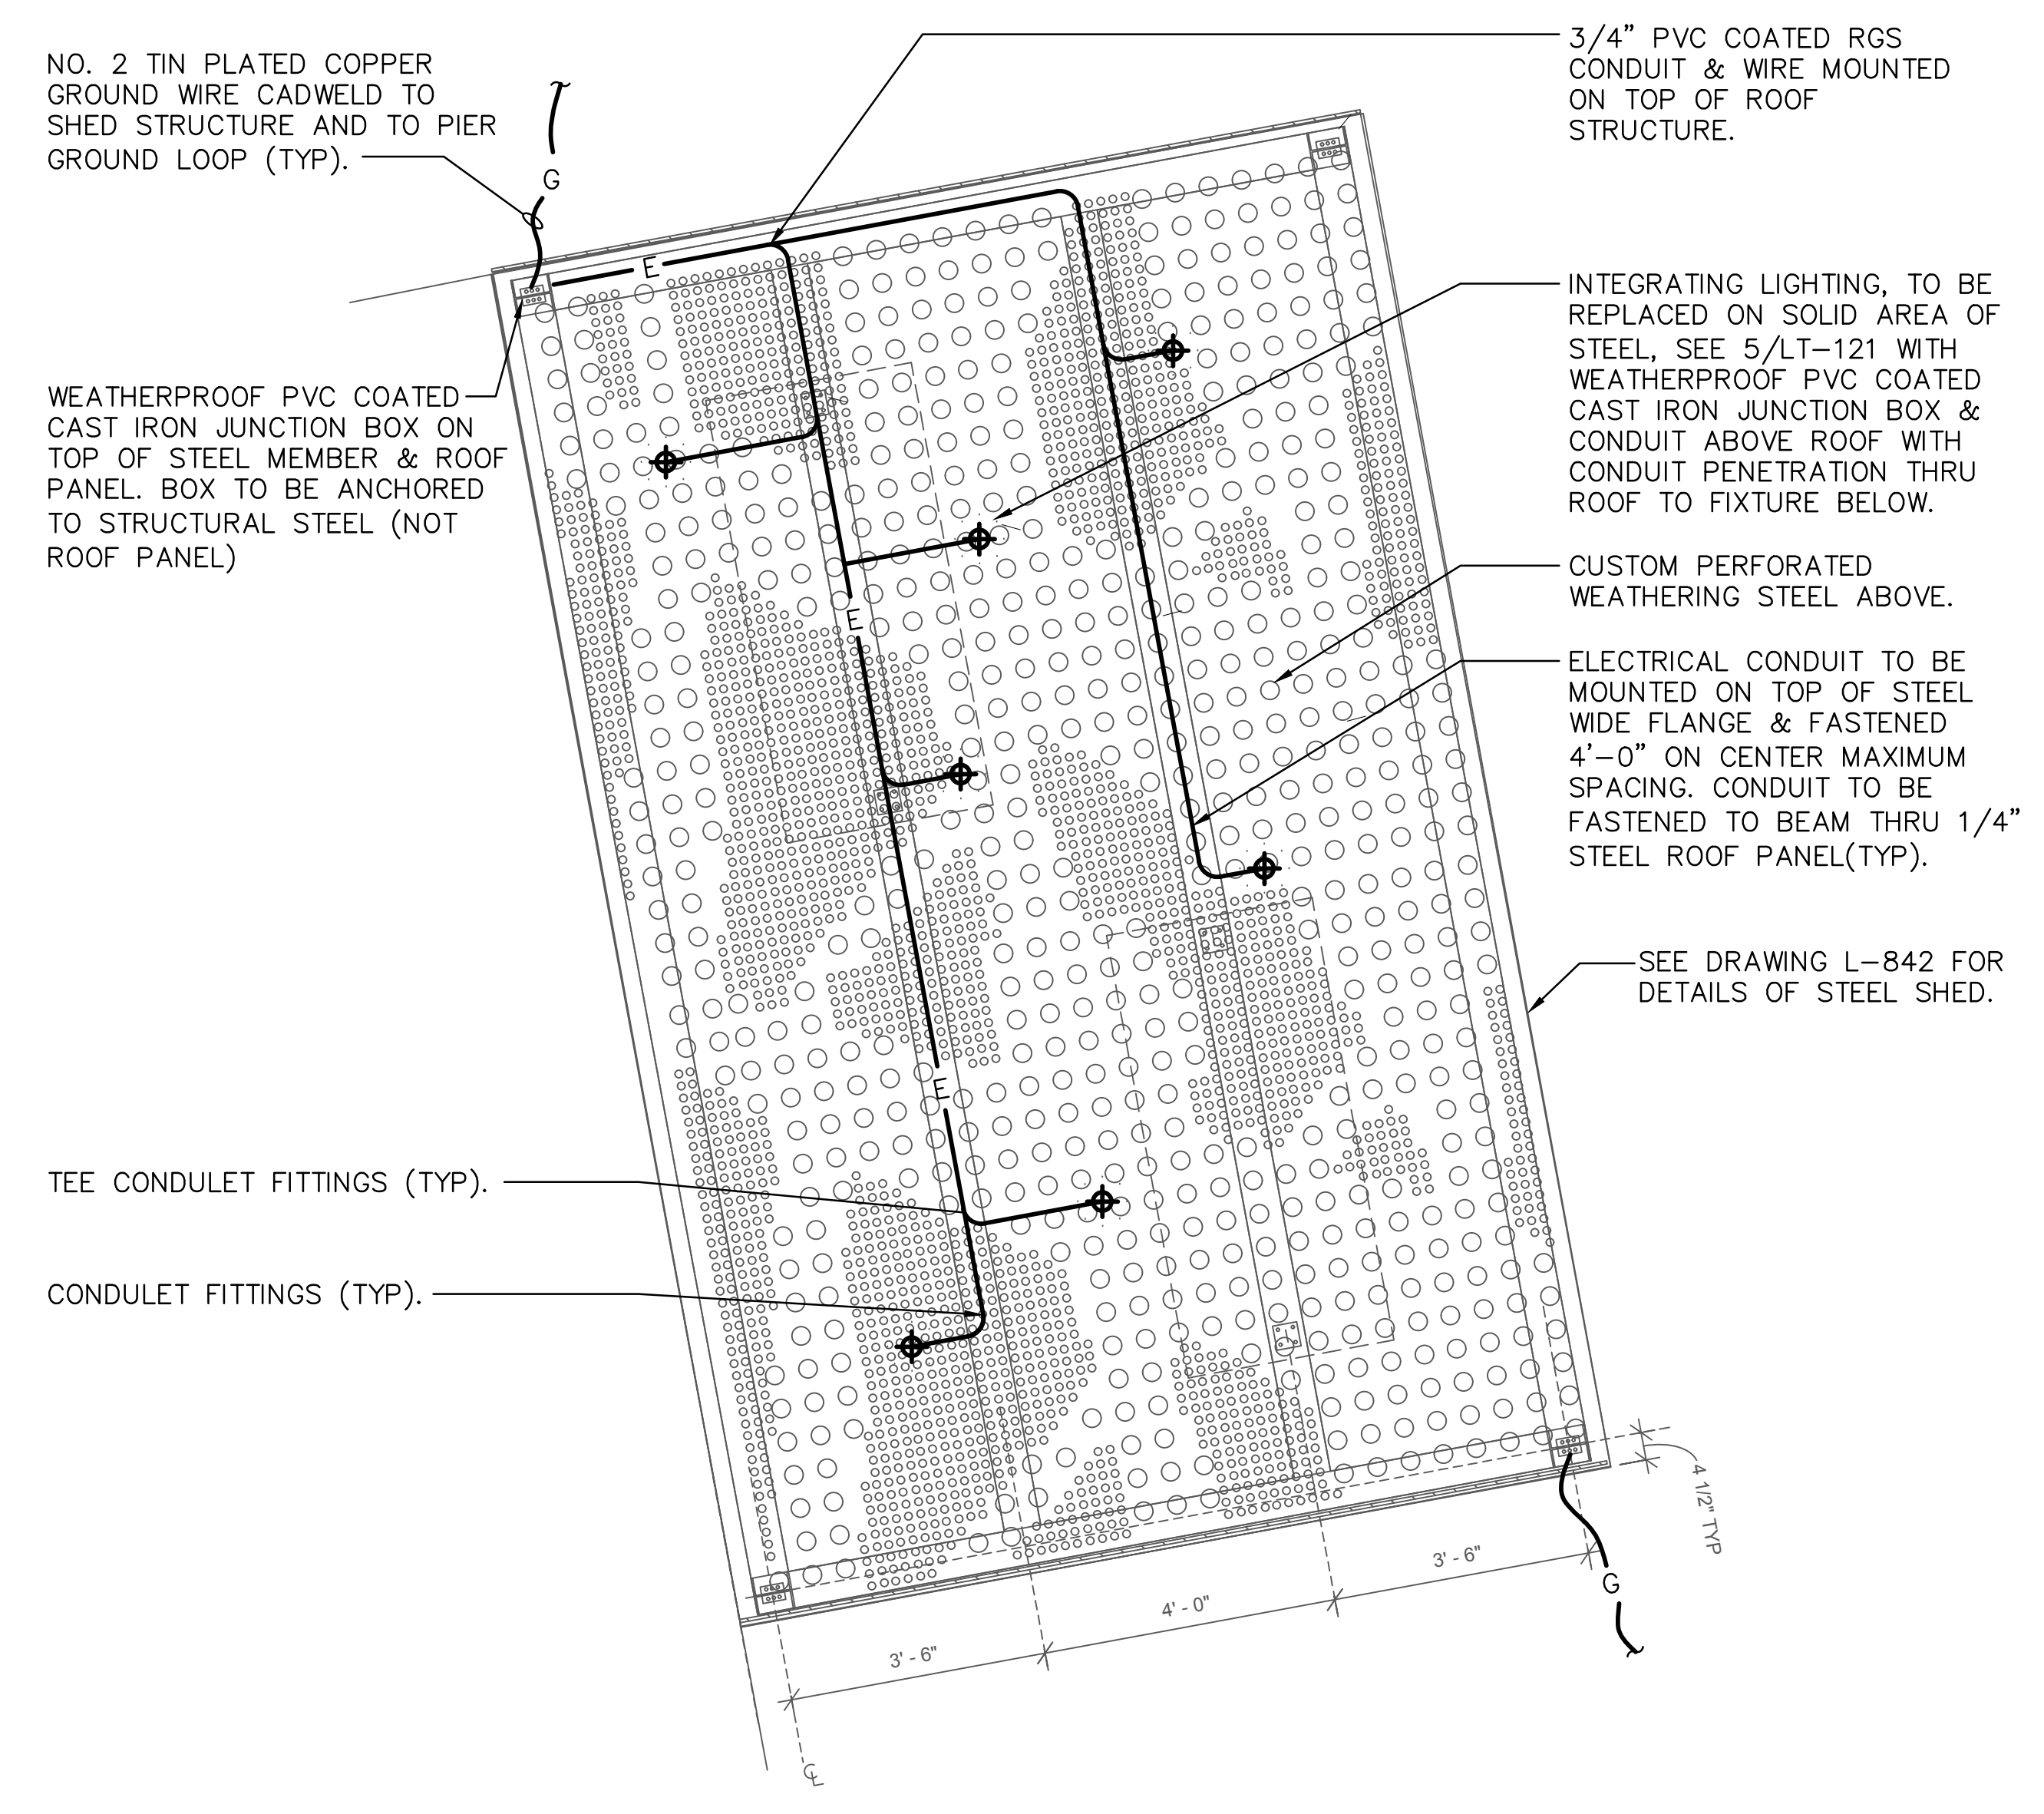 NO. 2 TIN PLATED COPPER
GROUND WIRE CADWELD TO
SHED STRUCTURE AND TO PIER
GROUND LOOP (TYP).
G
3/4” PVC COATED RGS
CONDUIT & WIRE MOUNTED
ON TOP OF ROOF
STRUCTURE.
E
WEATHERPROOF PVC COATED
CAST IRON JUNCTION BOX ON
TOP OF STEEL MEMBER & ROOF
PANEL. BOX TO BE ANCHORED
TO STRUCTURAL STEEL (NOT
ROOF PANEL)
INTEGRATING LIGHTING, TO BE
REPLACED ON SOLID AREA OF
STEEL, SEE 5/LT-121 WITH
WEATHERPROOF PVC COATED
CAST IRON JUNCTION BOX &
CONDUIT ABOVE ROOF WITH
CONDUIT PENETRATION THRU
ROOF TO FIXTURE BELOW.
CUSTOM PERFORATED
WEATHERING STEEL ABOVE.
E
ELECTRICAL CONDUIT TO BE
MOUNTED ON TOP OF STEEL
WIDE FLANGE & FASTENED
4'-0” ON CENTER MAXIMUM
SPACING. CONDUIT TO BE
FASTENED TO BEAM THRU 1/4”
STEEL ROOF PANEL(TYP).
SEE DRAWING L-842 FOR
DETAILS OF STEEL SHED.
E
TEE CONDULET FITTINGS (TYP).
CONDULET FITTINGS (TYP).
4 1/2" TYP
3' - 6"
G
4' - 0"
3' - 6"
℄